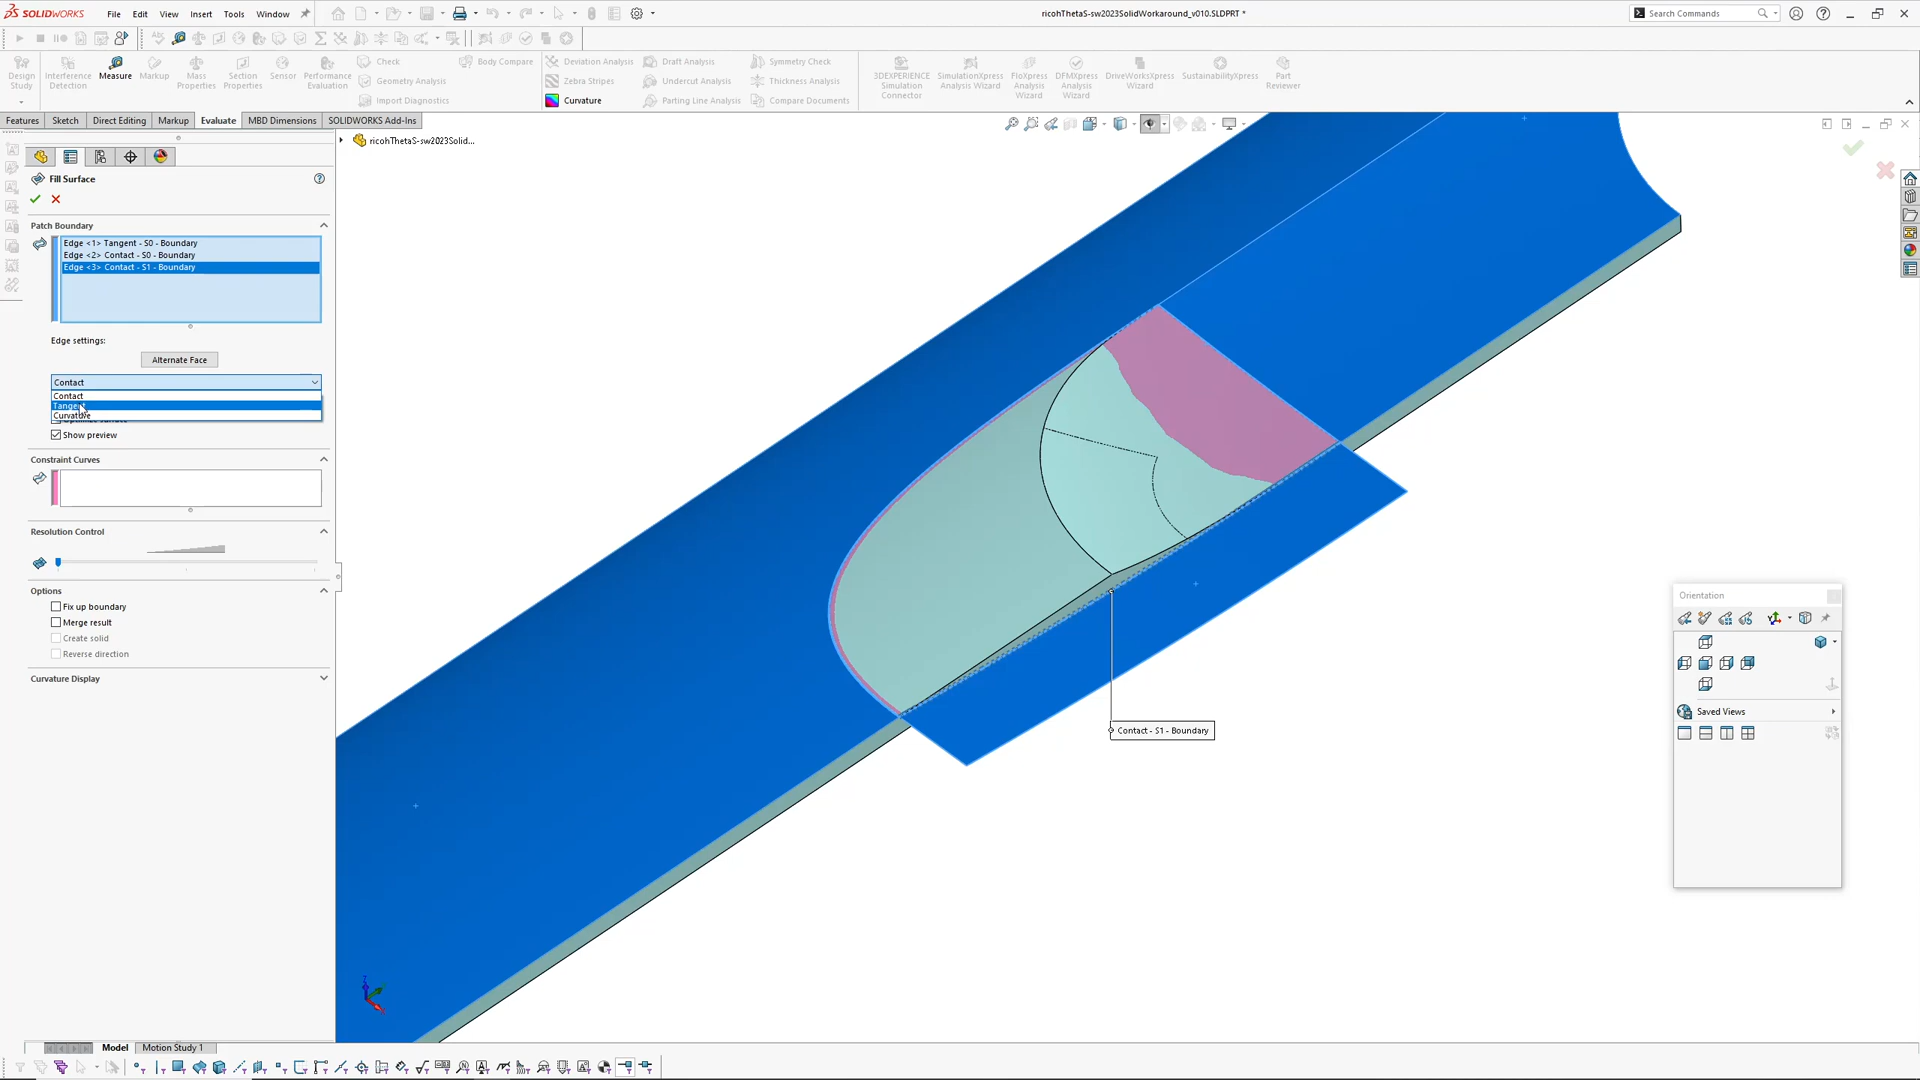 SOLIDWORKS File Edit View Insert Tools Window ricohThetaS-sw2023SolidWorkaround_v010.SLDPRT * Search Commands
Design Study
Interference Detection
Measure
Markup
Mass Properties
Section Properties
Sensor
Performance Evaluation
Check
Geometry Analysis
Import Diagnostics
Body Compare
Deviation Analysis
Zebra Stripes
Curvature
Draft Analysis
Undercut Analysis
Parting Line Analysis
Symmetry Check
Thickness Analysis
Compare Documents
3DEXPERIENCE Simulation Connector
SimulationXpress Analysis Wizard
FloXpress Analysis Wizard
DFMXpress Analysis Wizard
DriveWorksXpress Wizard
SustainabilityXpress
Part Reviewer
Features Sketch Direct Editing Markup Evaluate MBD Dimensions SOLIDWORKS Add-Ins
ricohThetaS-sw2023Solid...
Fill Surface
Patch Boundary
Edge <1> Tangent - S0 - Boundary
Edge <2> Contact - S0 - Boundary
Edge <3> Contact - S1 - Boundary
Edge settings:
Alternate Face
Contact
Contact
Tangent
Curvature
Show preview
Constraint Curves
Resolution Control
Options
Fix up boundary
Merge result
Create solid
Reverse direction
Curvature Display
Contact - S1 - Boundary
Orientation
Saved Views
Model Motion Study 1